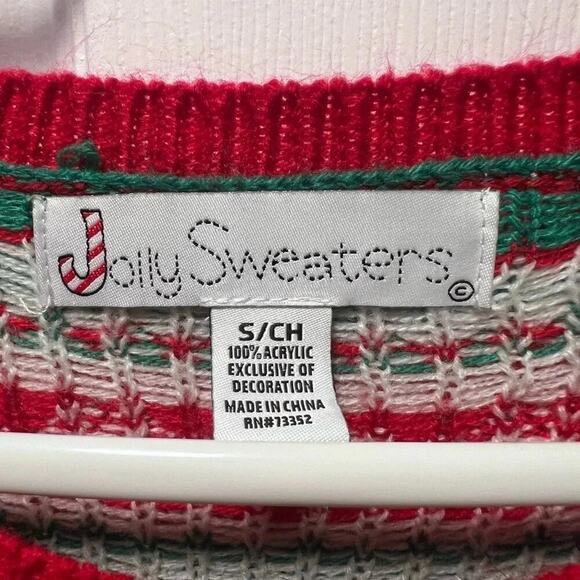 Jolly Sweaters ©
S/CH
100% ACRYLIC
EXCLUSIVE OF
DECORATION
MADE IN CHINA
RN#73352